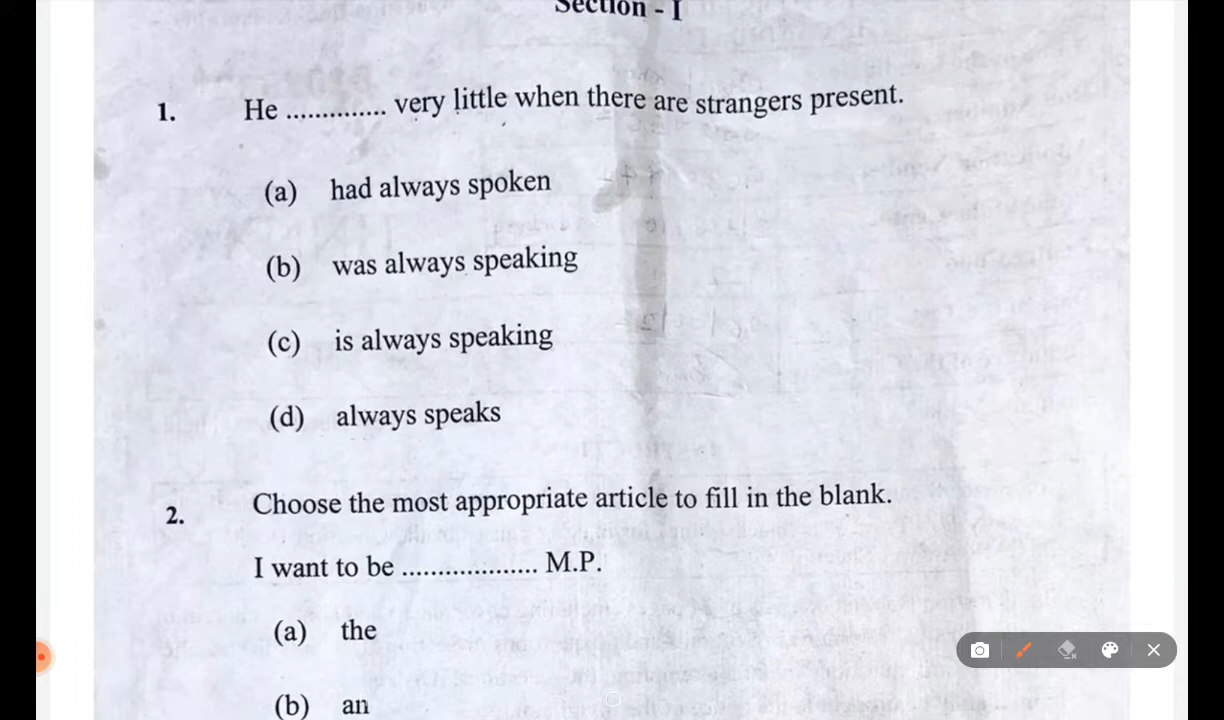 Section - I
1. He .............. very little when there are strangers present.
(a) had always spoken
(b) was always speaking
(c) is always speaking
(d) always speaks
2. Choose the most appropriate article to fill in the blank.
I want to be ................... M.P.
(a) the
(b) an